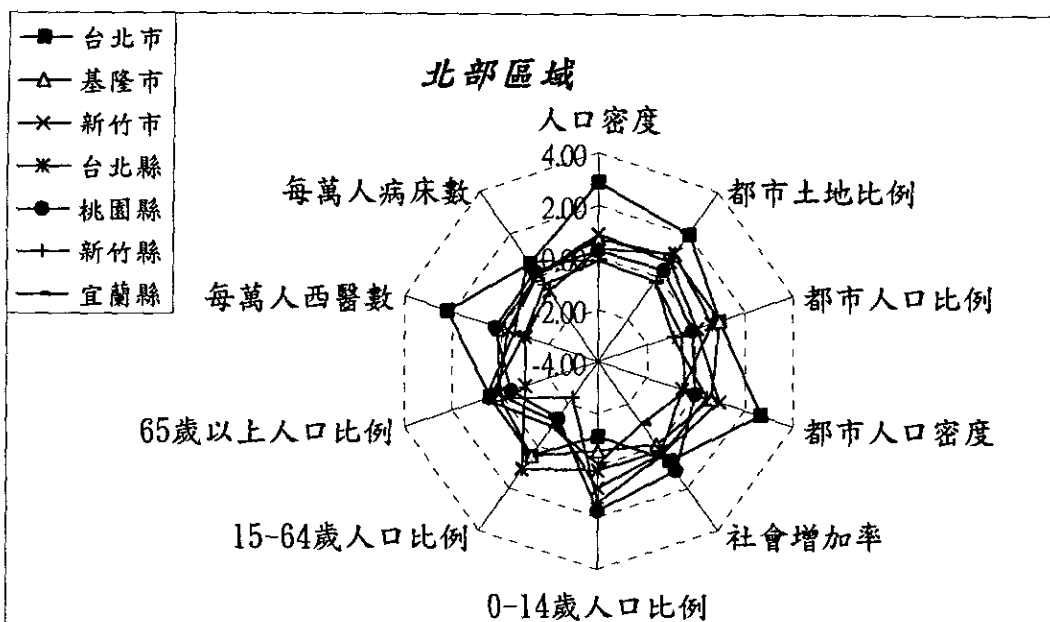 台北市
基隆市
新竹市
台北縣
桃園縣
新竹縣
宜蘭縣
北部區域
人口密度
都市土地比例
都市人口比例
都市人口密度
社會增加率
0-14歲人口比例
15-64歲人口比例
65歲以上人口比例
每萬人西醫數
每萬人病床數
4.00
2.00
0.00
-2.00
-4.00